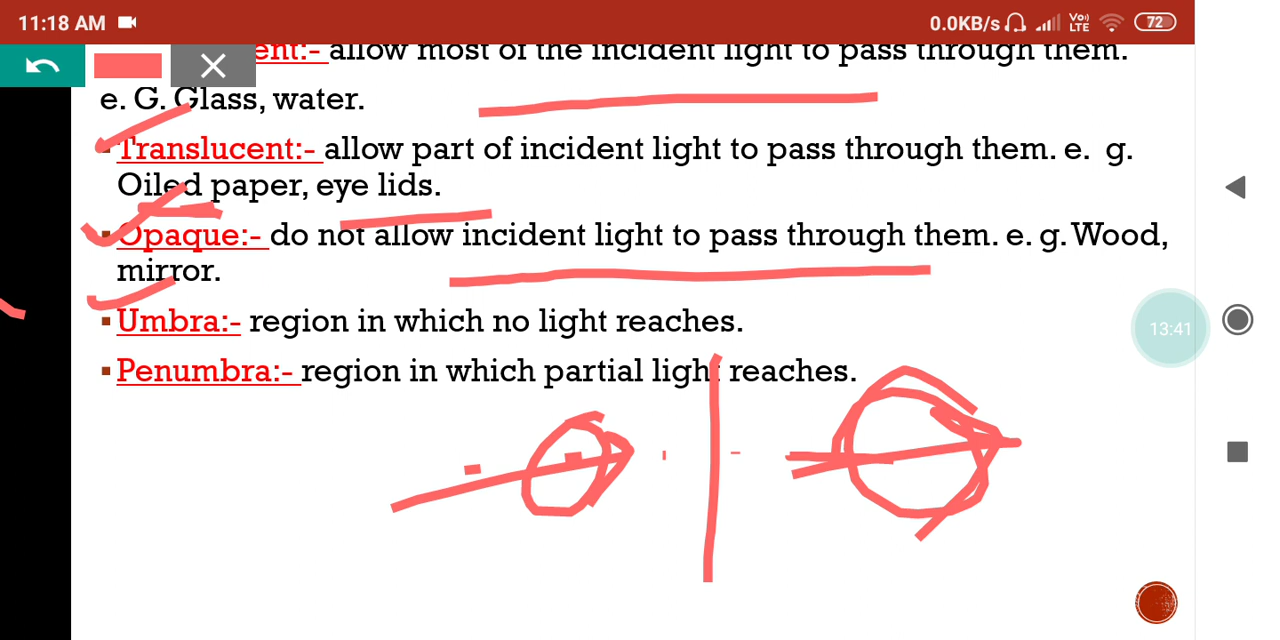 11:18 AM 0.0KB/s Vo) LTE 72
ent:- allow most of the incident light to pass through them.
e. G. Glass, water.
Translucent:- allow part of incident light to pass through them. e. g.
Oiled paper, eye lids.
Opaque:- do not allow incident light to pass through them. e. g. Wood,
mirror.
13:41
Umbra:- region in which no light reaches.
Penumbra:- region in which partial light reaches.